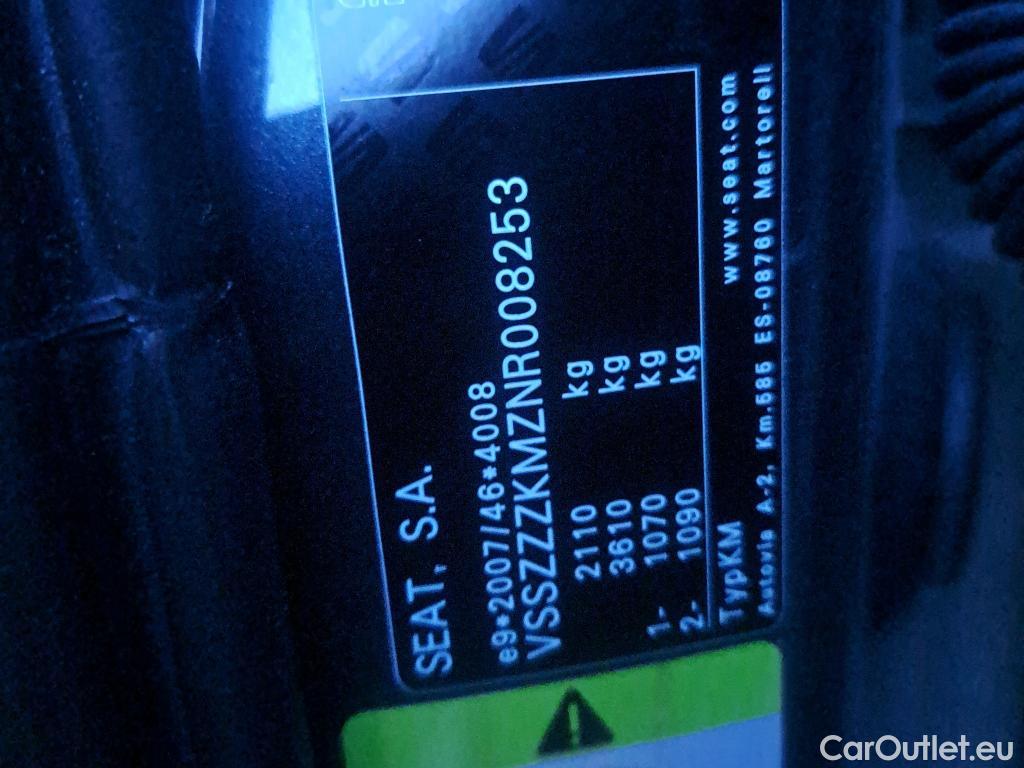 SEAT, S.A.
e9*2007/46*4008
VSSZZZKMZNR008253
2110 kg
3610 kg
1- 1070 kg
2- 1090 kg
TypKM www.seat.com
Autovia A-2, Km.585 ES-08760 Martorell
CarOutlet.eu